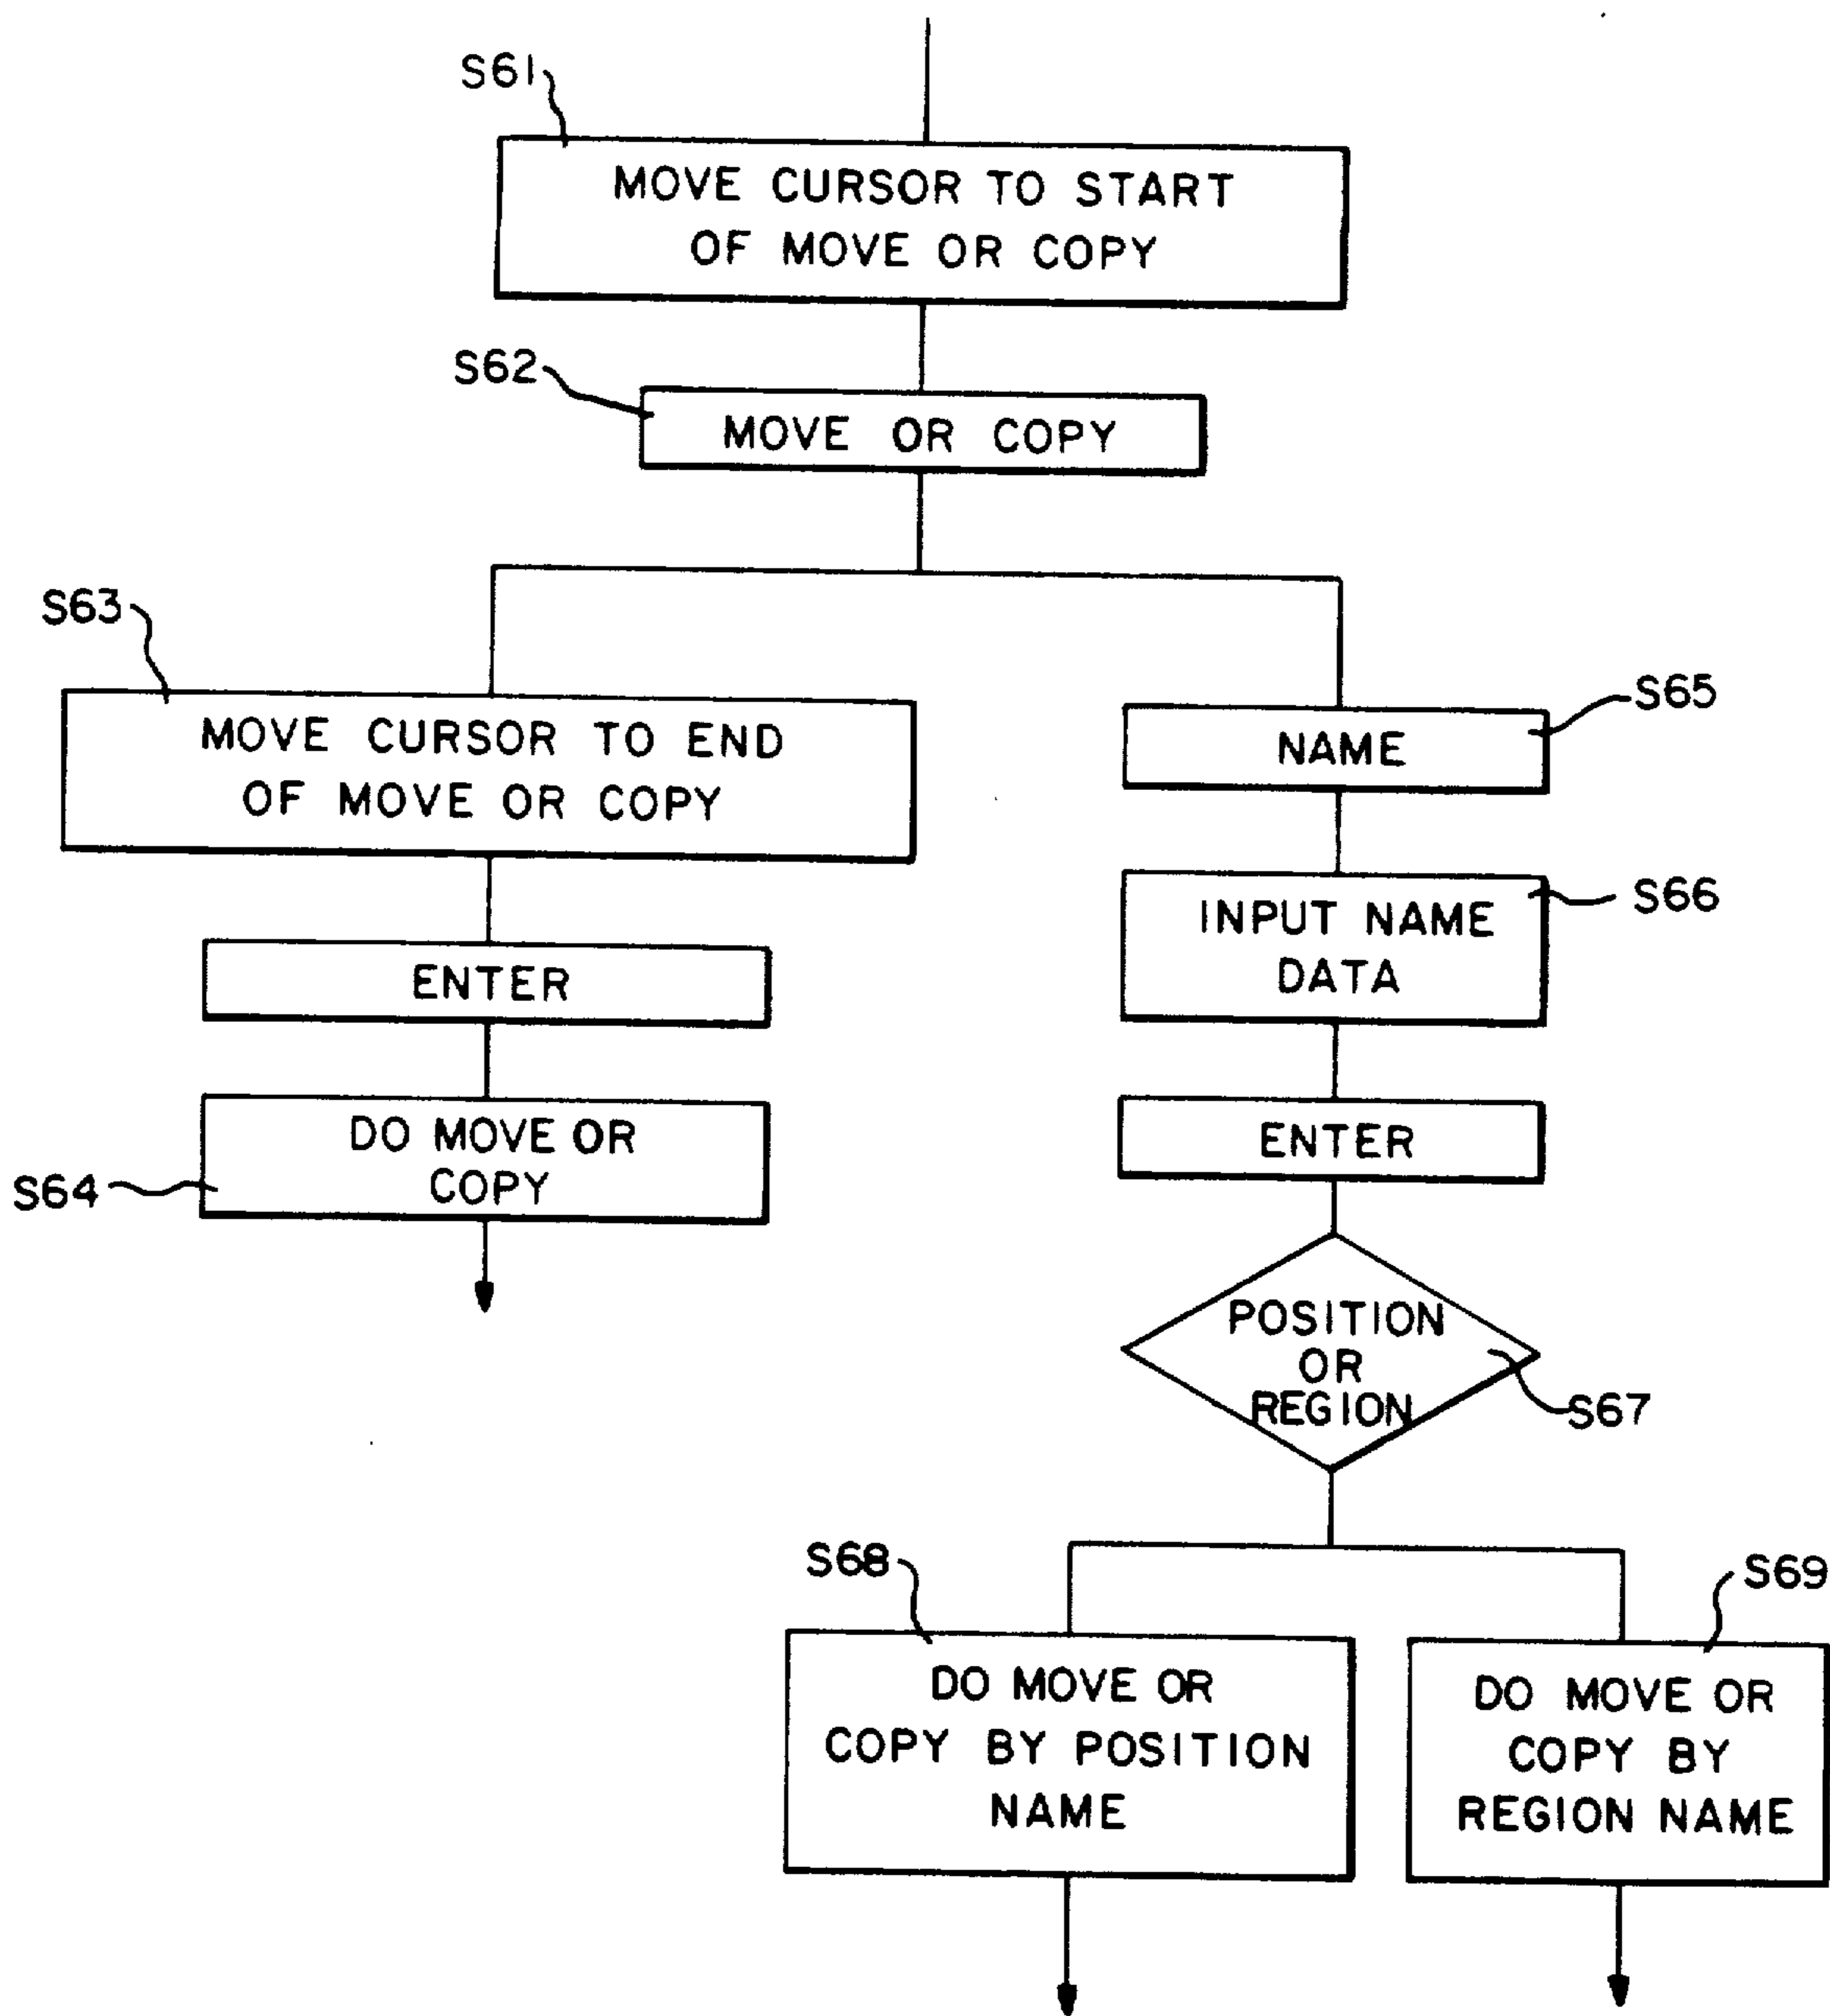 S61
MOVE CURSOR TO START
OF MOVE OR COPY
S62
MOVE OR COPY
S63
MOVE CURSOR TO END
OF MOVE OR COPY
ENTER
DO MOVE OR
COPY
S64
S65
NAME
S66
INPUT NAME
DATA
ENTER
POSITION
OR
REGION
S67
S68
DO MOVE OR
COPY BY POSITION
NAME
S69
DO MOVE OR
COPY BY
REGION NAME